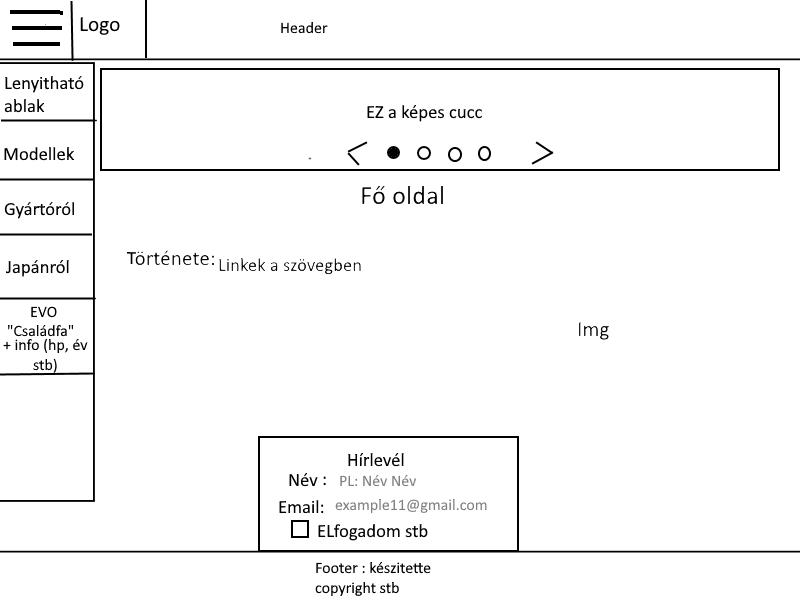 Logo
Header
Lenyitható
ablak
Modellek
Gyártóról
Japánról
EVO
"Családfa"
+ info (hp, év
stb)
EZ a képes cucc
Fő oldal
Története: Linkek a szövegben
Img
Hírlevél
Név : PL: Név Név
Email: example11@gmail.com
ELfogadom stb
Footer : készitette
copyright stb